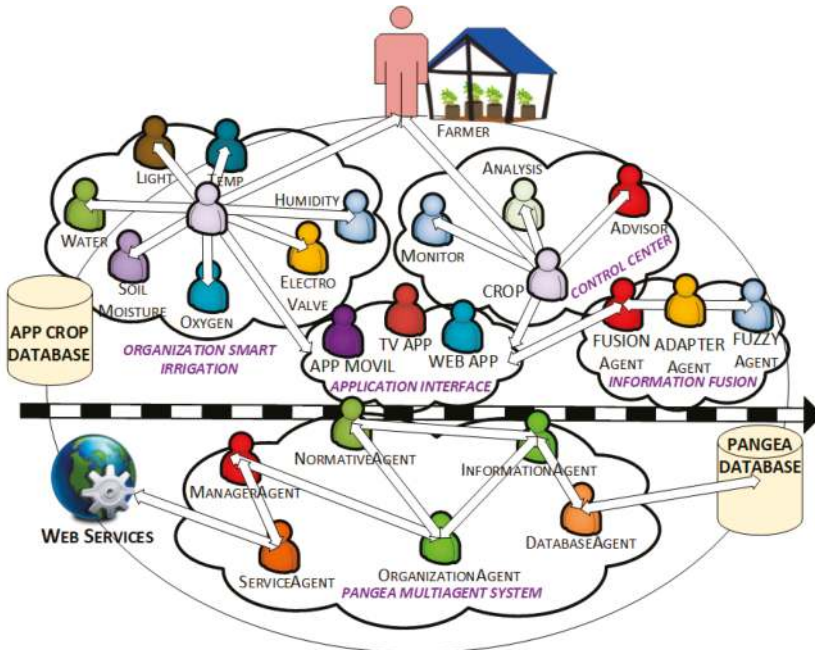 FARMER
LIGHT
TEMP
ANALYSIS
HUMIDITY
WATER
ADVISOR
MONITOR
SOIL
MOISTURE
OXYGEN
ELECTRO
VALVE
CROP
CONTROL CENTER
APP CROP
DATABASE
ORGANIZATION SMART
IRRIGATION
APP MOVIL
TV APP
WEB APP
APPLICATION INTERFACE
FUSION
AGENT
ADAPTER
AGENT
FUZZY
AGENT
INFORMATION FUSION
NORMATIVEAGENT
INFORMATIONAGENT
PANGEA
DATABASE
MANAGERAGENT
WEB SERVICES
DATABASEAGENT
SERVICEAGENT
ORGANIZATIONAGENT
PANGEA MULTIAGENT SYSTEM